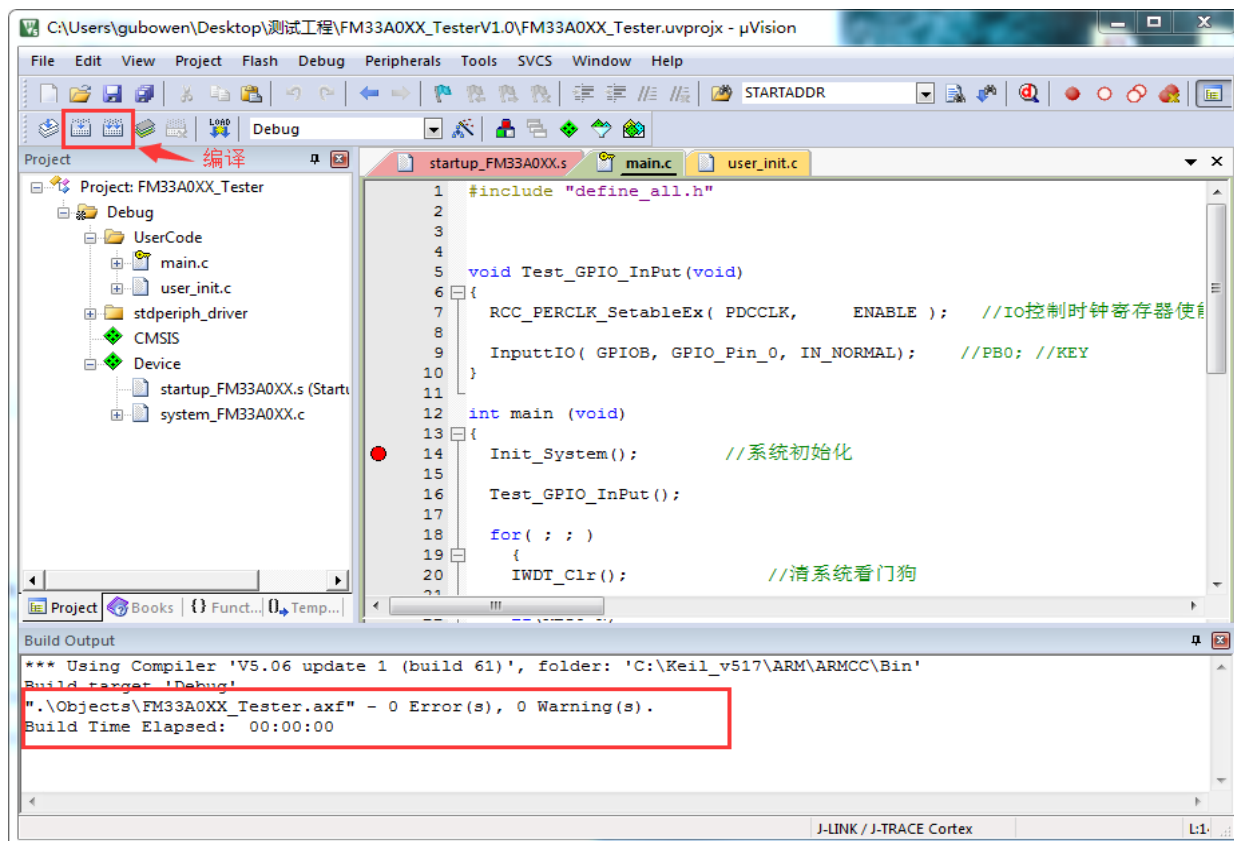 C:\Users\gubowen\Desktop\测试工程\FM33A0XX_TesterV1.0\FM33A0XX_Tester.uvprojx - µVision
File Edit View Project Flash Debug Peripherals Tools SVCS Window Help
STARTADDR
LOAD Debug
Project 编译
startup_FM33A0XX.s main.c user_init.c
Project: FM33A0XX_Tester
Debug
UserCode
main.c
user_init.c
stdperiph_driver
CMSIS
Device
startup_FM33A0XX.s (Startu
system_FM33A0XX.c
1 #include "define_all.h"
2
3
4
5 void Test_GPIO_InPut(void)
6 {
7 RCC_PERCLK_SetableEx( PDCCLK, ENABLE ); //IO控制时钟寄存器使能
8
9 InputtIO( GPIOB, GPIO_Pin_0, IN_NORMAL); //PB0; //KEY
10 }
11
12 int main (void)
13 {
14 Init_System(); //系统初始化
15
16 Test_GPIO_InPut();
17
18 for( ; ; )
19 {
20 IWDT_Clr(); //清系统看门狗
21
Project Books {} Funct... Temp...
Build Output
*** Using Compiler 'V5.06 update 1 (build 61)', folder: 'C:\Keil_v517\ARM\ARMCC\Bin'
Build target 'Debug'
".\Objects\FM33A0XX_Tester.axf" - 0 Error(s), 0 Warning(s).
Build Time Elapsed: 00:00:00
J-LINK / J-TRACE Cortex
L:1